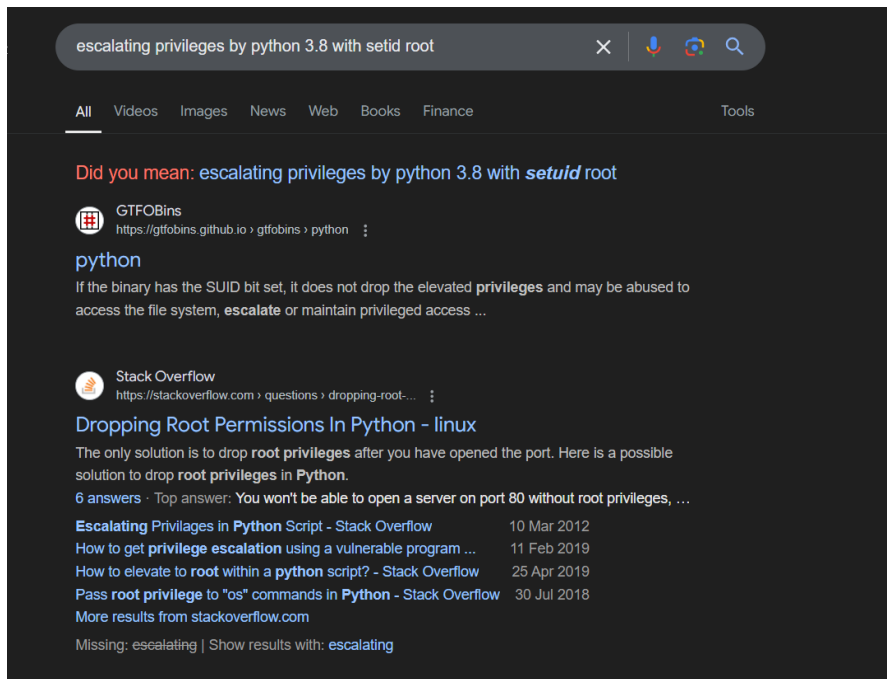 escalating privileges by python 3.8 with setid root
All Videos Images News Web Books Finance Tools
Did you mean: escalating privileges by python 3.8 with setuid root
GTFOBins
https://gtfobins.github.io › gtfobins › python
python
If the binary has the SUID bit set, it does not drop the elevated privileges and may be abused to
access the file system, escalate or maintain privileged access ...
Stack Overflow
https://stackoverflow.com › questions › dropping-root-...
Dropping Root Permissions In Python - linux
The only solution is to drop root privileges after you have opened the port. Here is a possible
solution to drop root privileges in Python.
6 answers · Top answer: You won't be able to open a server on port 80 without root privileges, …
Escalating Privilages in Python Script - Stack Overflow 10 Mar 2012
How to get privilege escalation using a vulnerable program ... 11 Feb 2019
How to elevate to root within a python script? - Stack Overflow 25 Apr 2019
Pass root privilege to "os" commands in Python - Stack Overflow 30 Jul 2018
More results from stackoverflow.com
Missing: escalating | Show results with: escalating